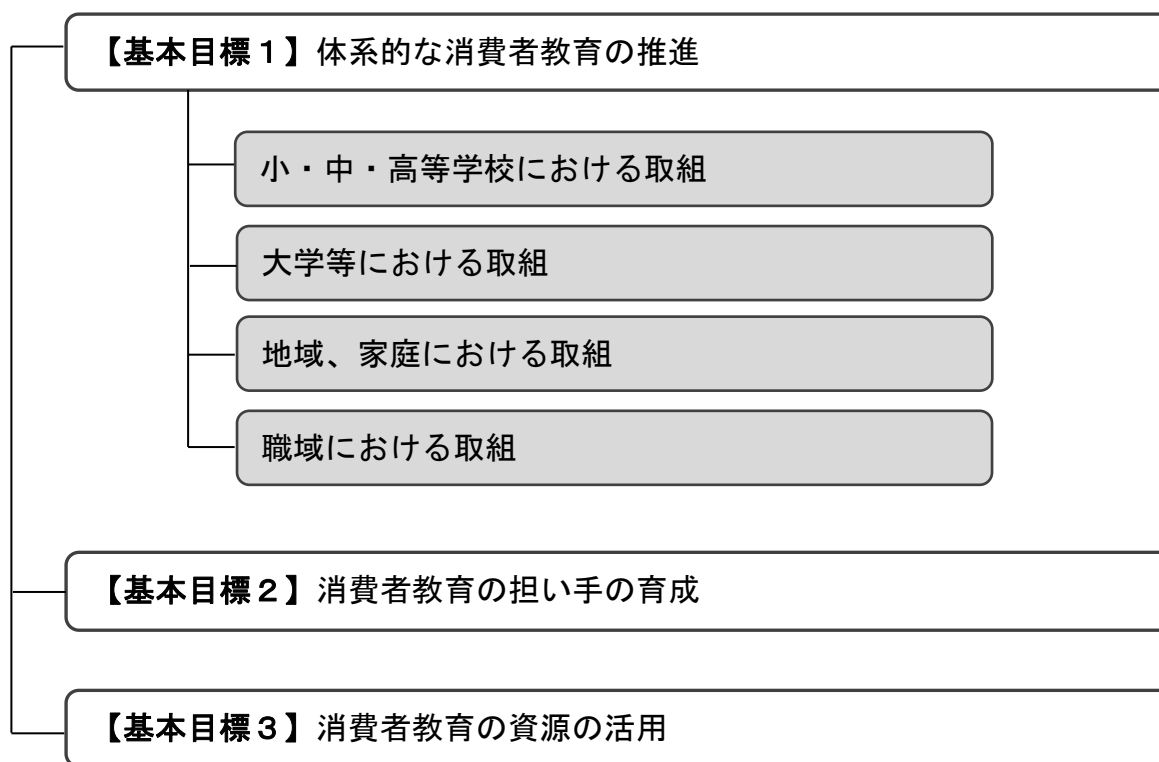 【基本目標１】体系的な消費者教育の推進
小・中・高等学校における取組
大学等における取組
地域、家庭における取組
職域における取組
【基本目標２】消費者教育の担い手の育成
【基本目標３】消費者教育の資源の活用